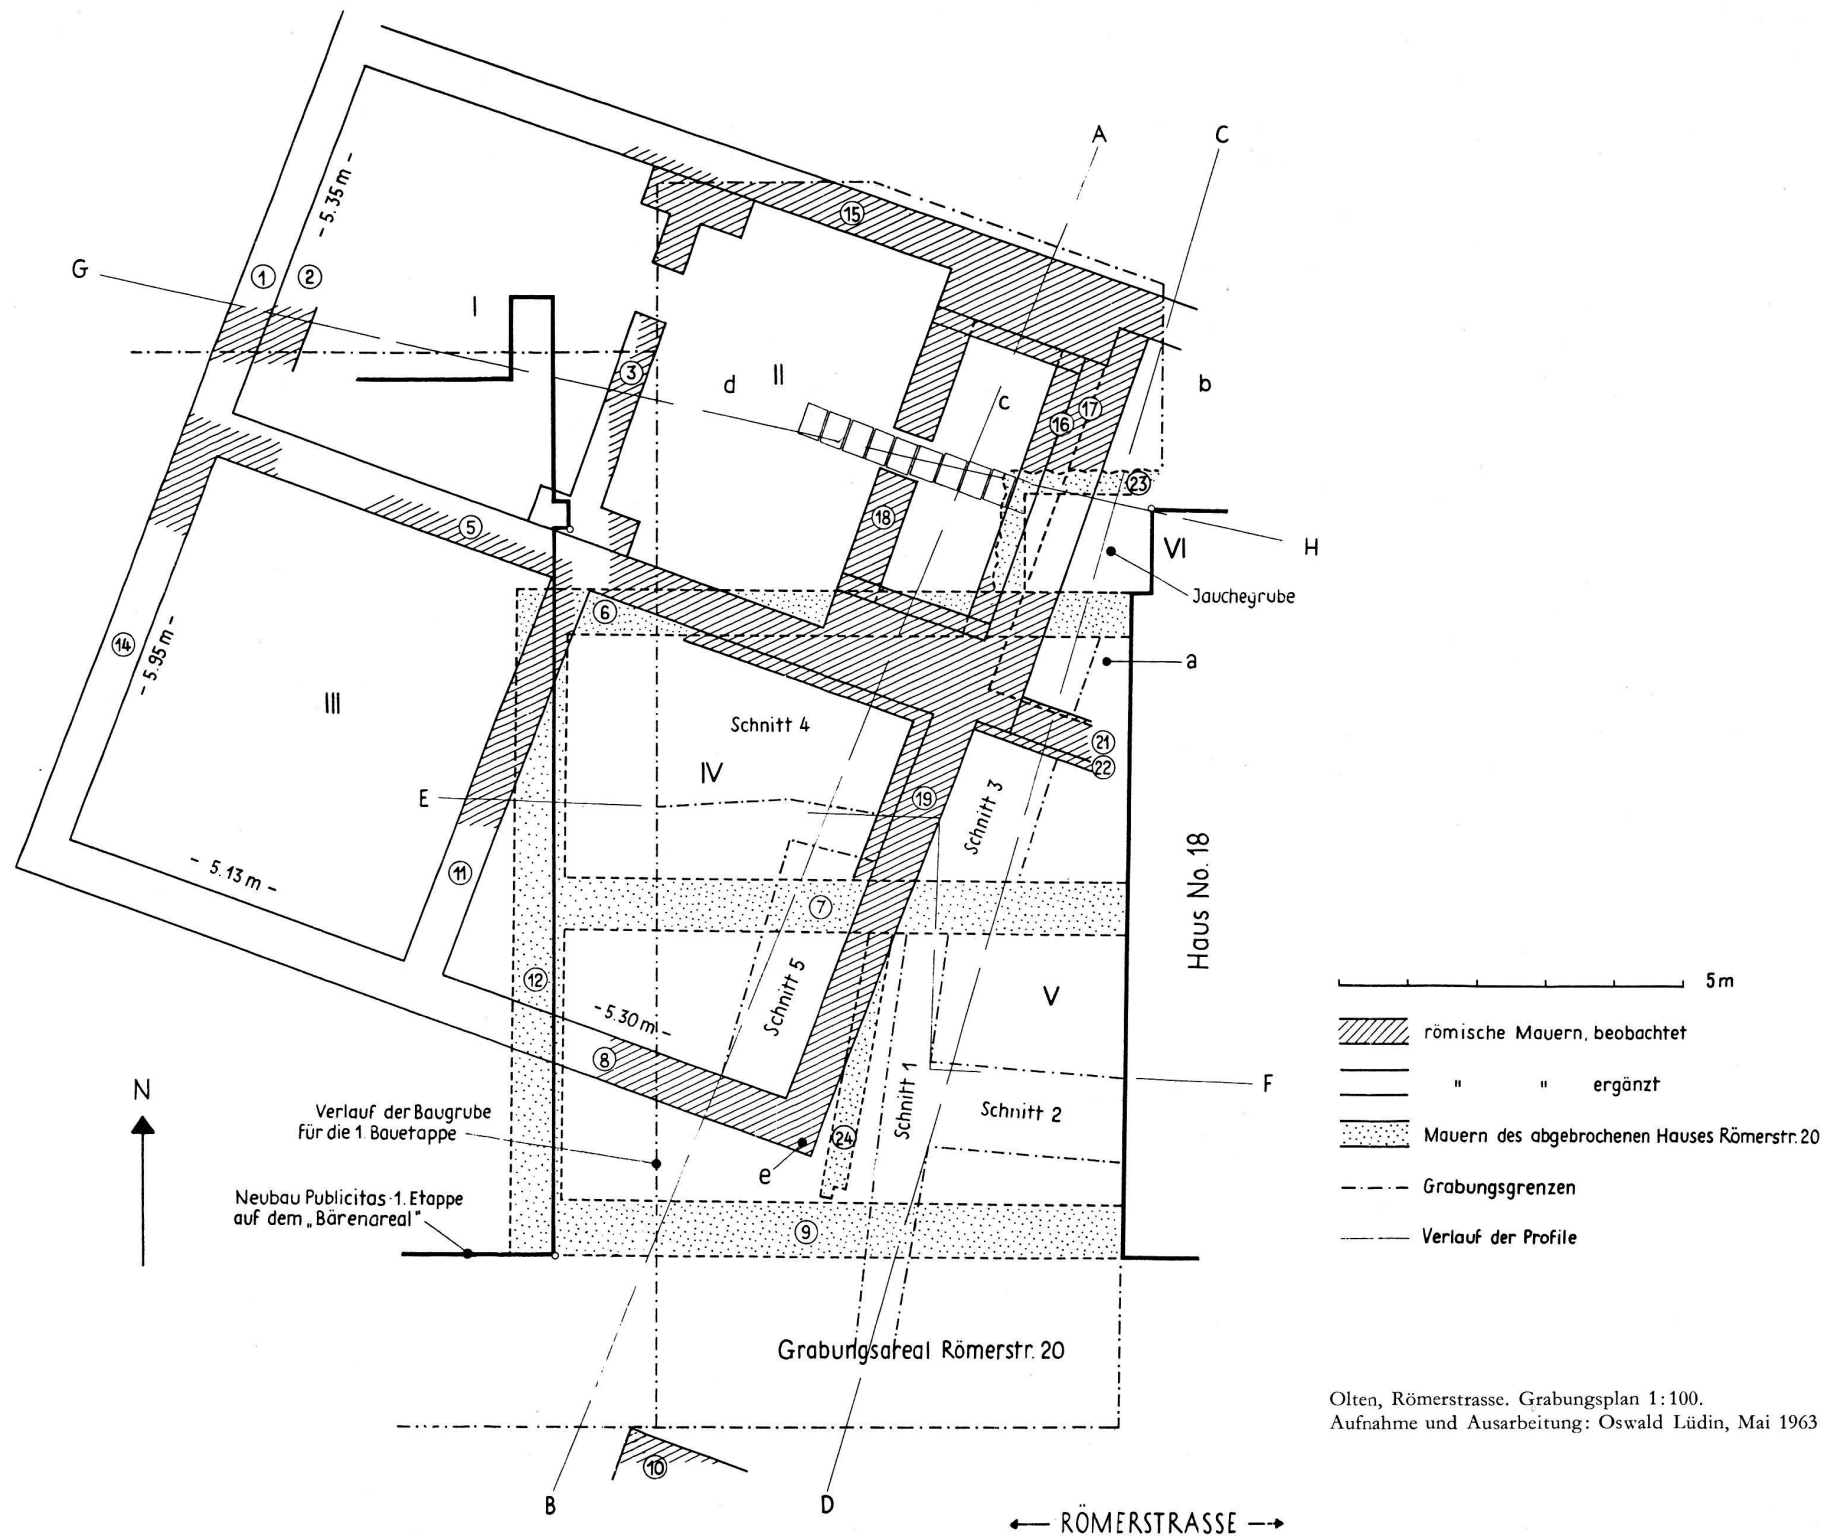 A
C
- 5.35 m -
15
G
1
2
I
3
d
II
b
c
17
16
23
5
18
H
VI
Jauchegrube
6
14
- 5.95 m -
a
III
Schnitt 4
21
22
IV
E
19
Schnitt 3
- 5.13 m -
11
Haus No. 18
7
12
Schnitt 5
V
5 m
- 5.30 m -
römische Mauern, beobachtet
8
F
" " ergänzt
N
Schnitt 1
Schnitt 2
Verlauf der Baugrube
für die 1. Bauetappe
24
Mauern des abgebrochenen Hauses Römerstr. 20
e
Grabungsgrenzen
Neubau Publicitas · 1. Etappe
auf dem „Bärenareal"
9
Verlauf der Profile
Grabungsareal Römerstr. 20
Olten, Römerstrasse. Grabungsplan 1:100.
Aufnahme und Ausarbeitung: Oswald Lüdin, Mai 1963
10
B
D
← RÖMERSTRASSE →